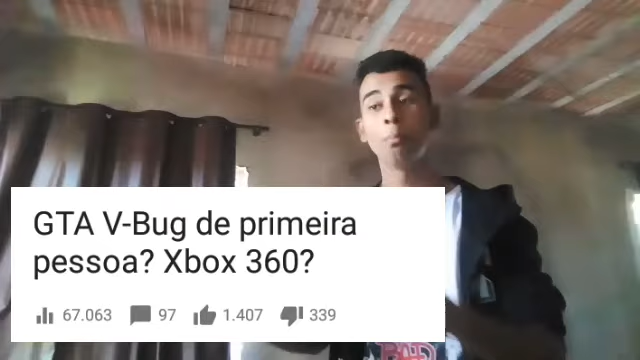 GTA V-Bug de primeira
pessoa? Xbox 360?
67.063 97 1.407 339